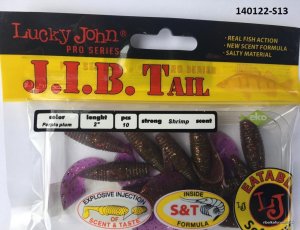 140122-S13
Lucky John
PRO SERIES
- REAL FISH ACTION
- NEW SCENT FORMULA
- SALTY MATERIAL
J.I.B. TAIL
color lenght pcs strong Shrimp scent
Purple plum 2" 10
EXPLOSIVE INJECTION
OF
SCENT & TASTE
INSIDE
S&T
FORMULA
EATABLE
LJ